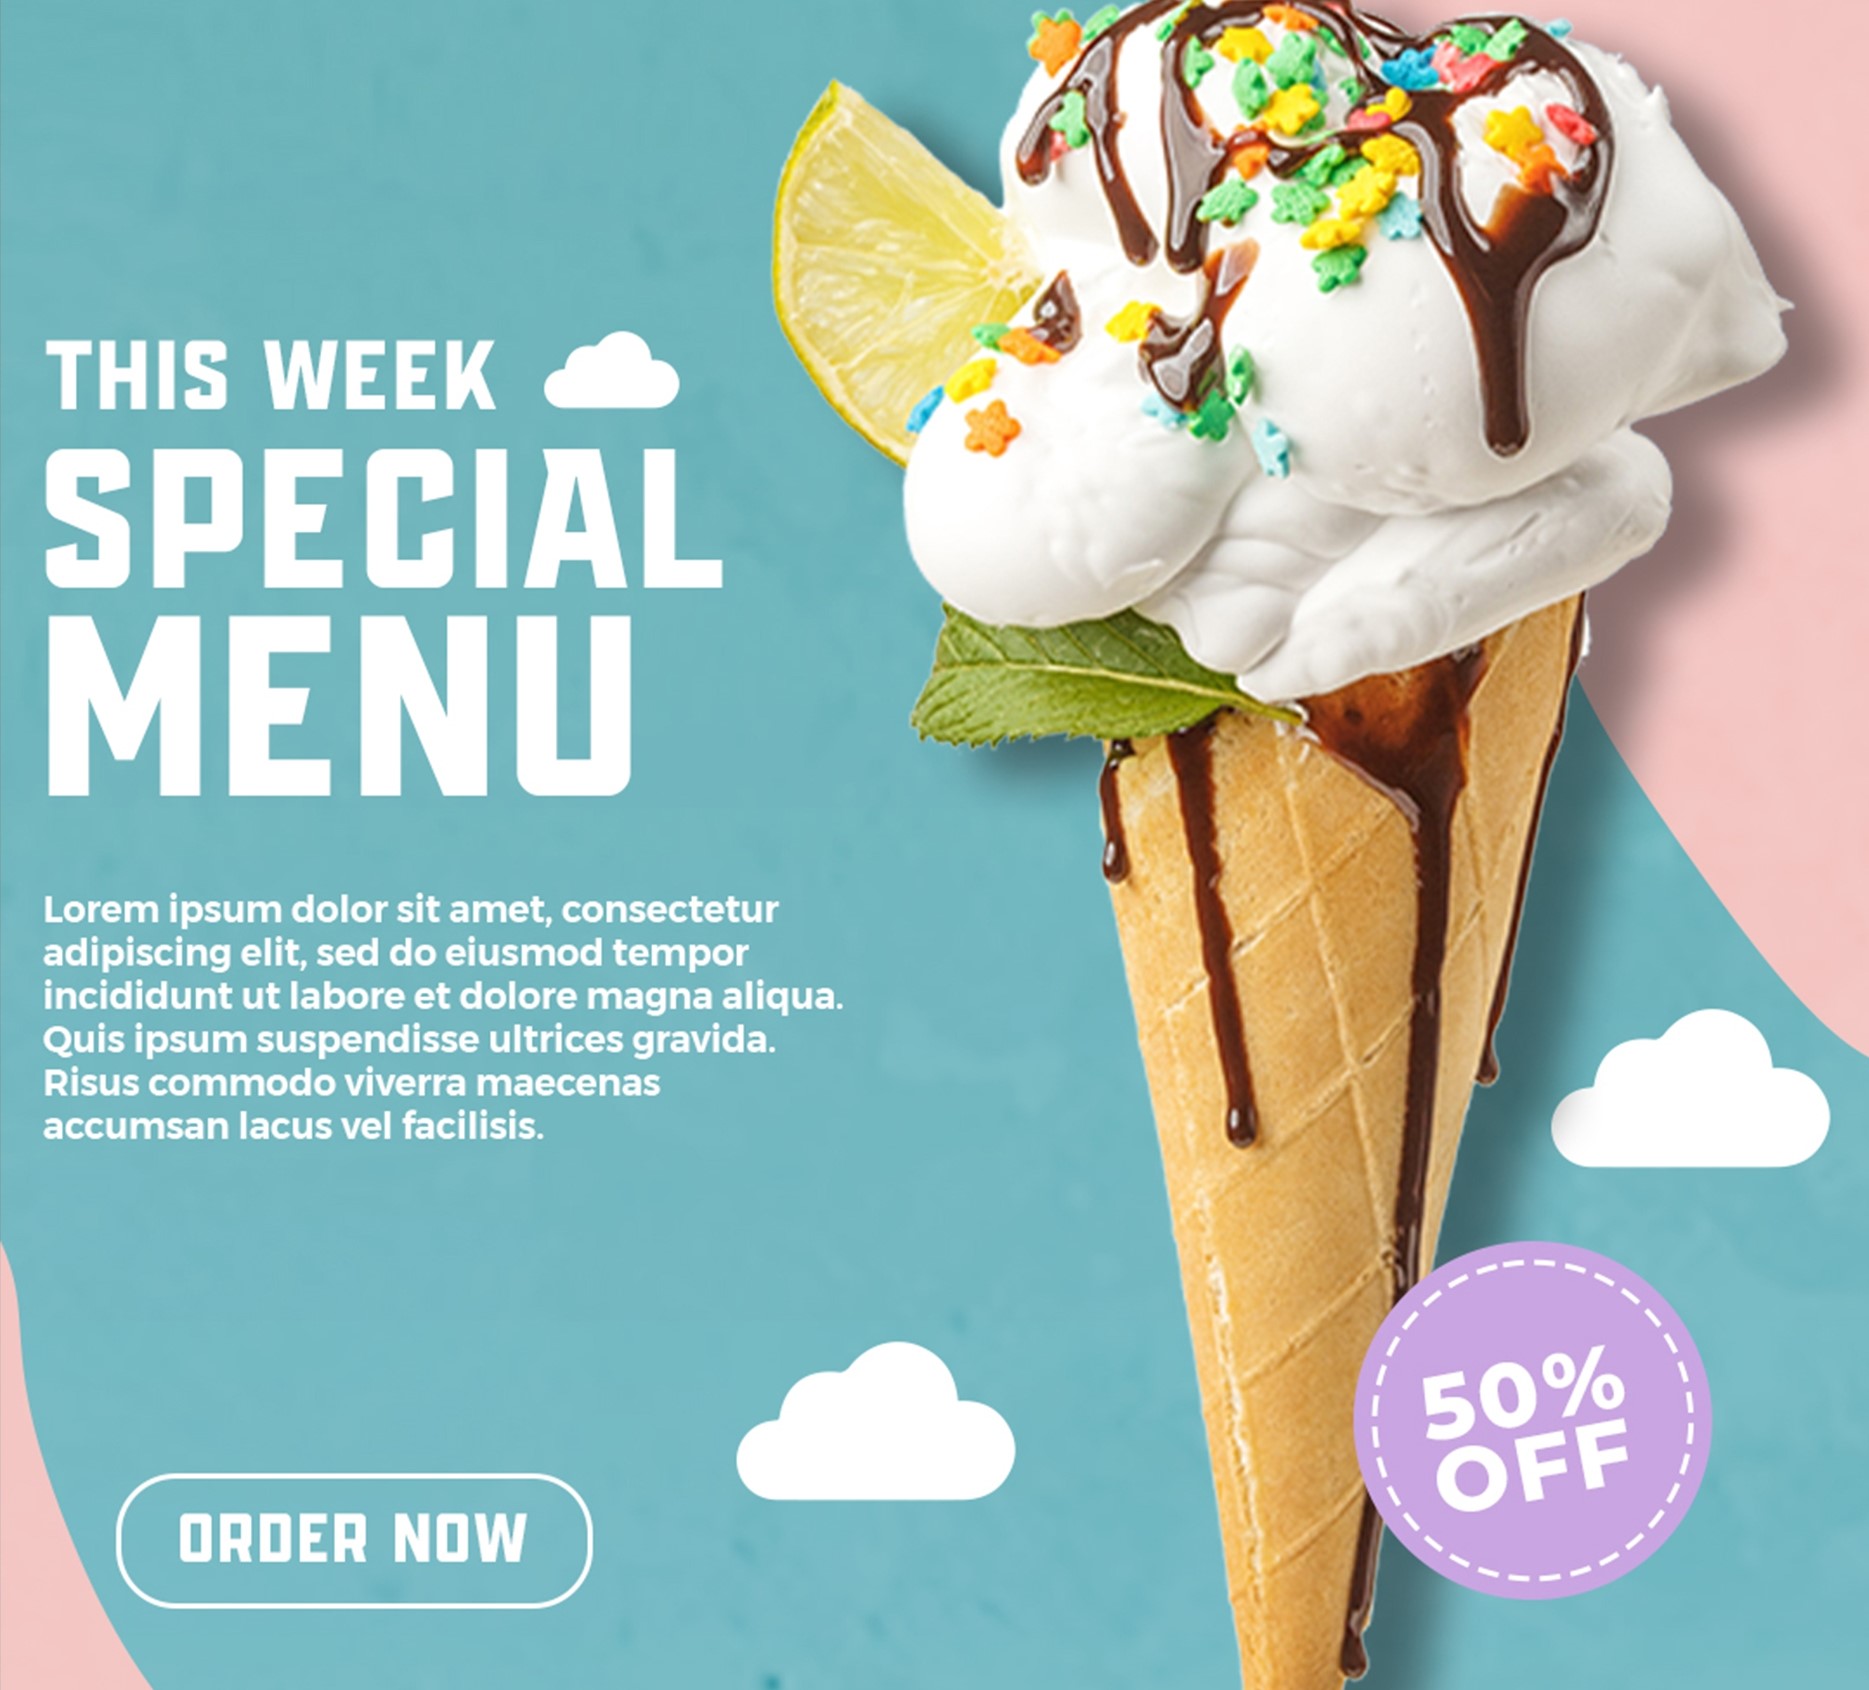 THIS WEEK
SPECIAL
MENU
Lorem ipsum dolor sit amet, consectetur
adipiscing elit, sed do eiusmod tempor
incididunt ut labore et dolore magna aliqua.
Quis ipsum suspendisse ultrices gravida.
Risus commodo viverra maecenas
accumsan lacus vel facilisis.
ORDER NOW
50%
OFF